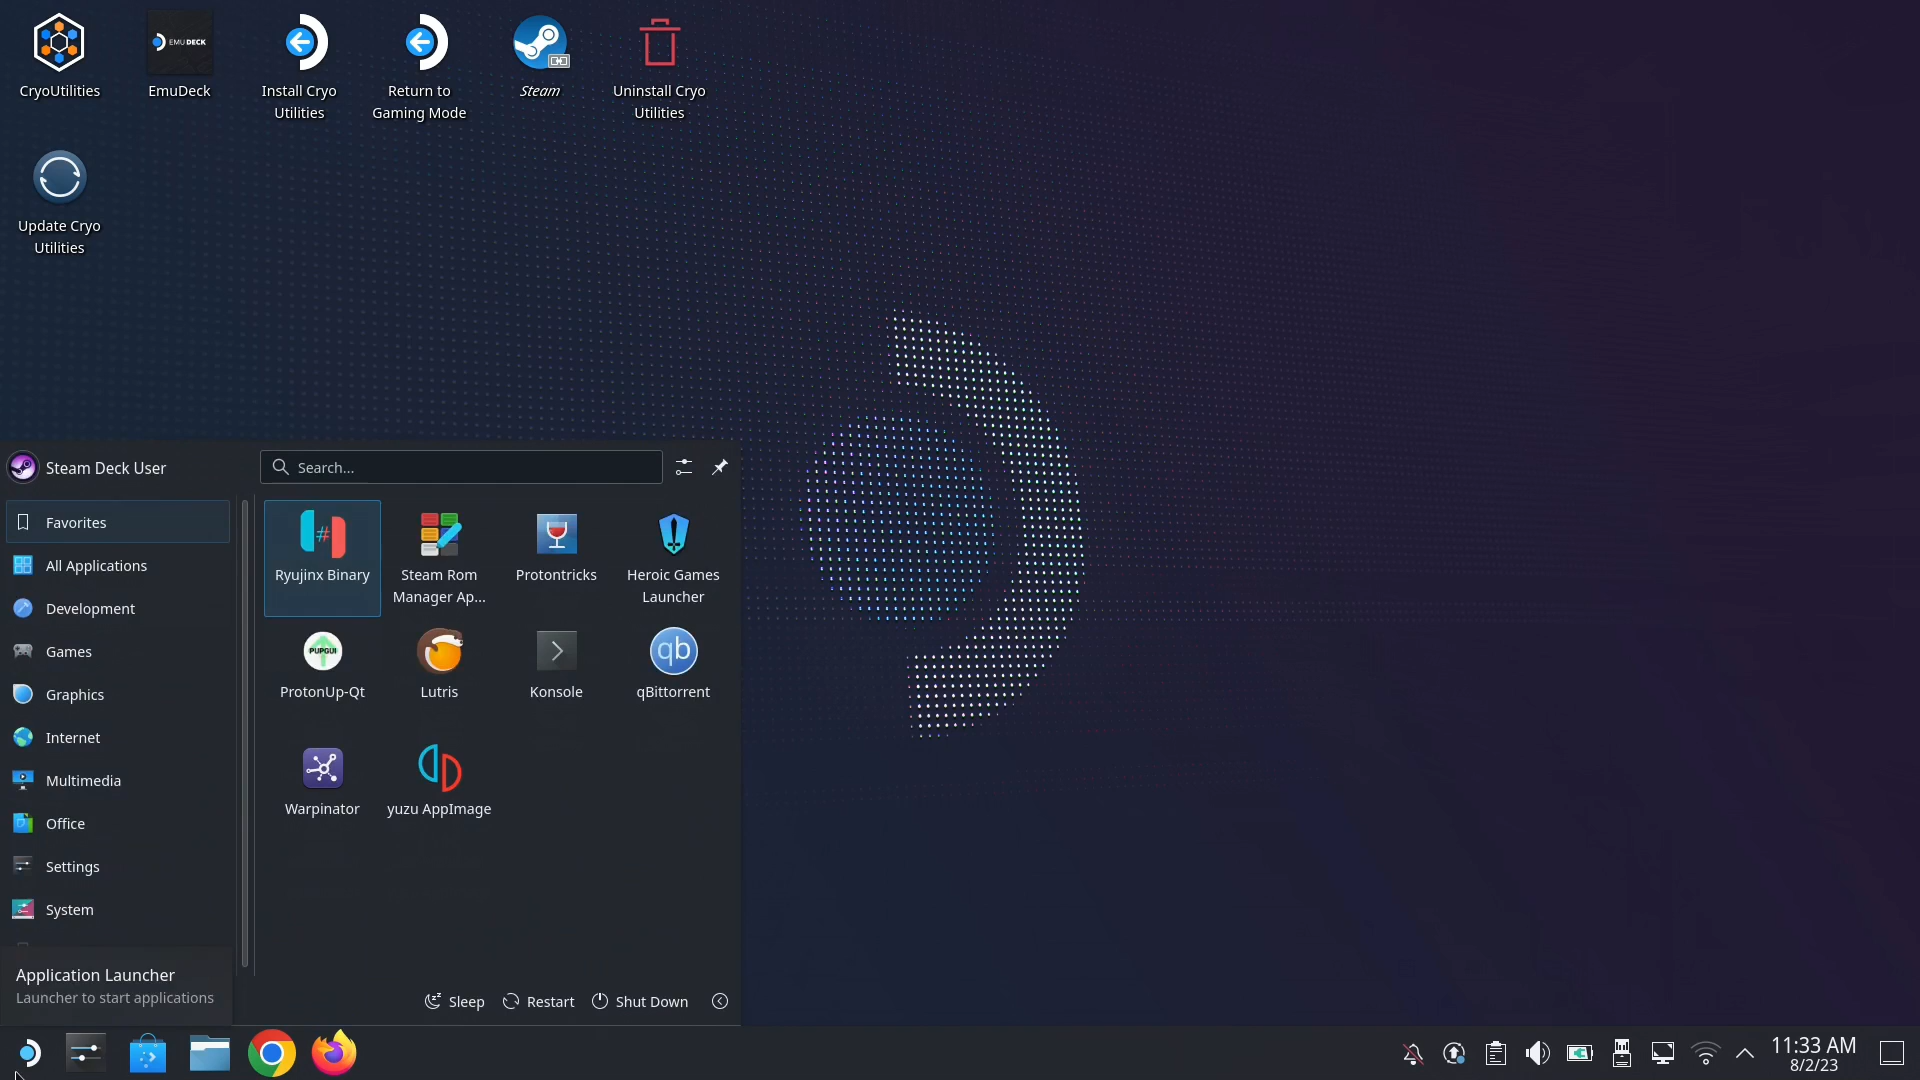 CryoUtilities
EMUDECK
EmuDeck
Install Cryo
Utilities
Return to
Gaming Mode
Steam
Uninstall Cryo
Utilities
Update Cryo
Utilities
Steam Deck User
Search...
Favorites
All Applications
Development
Games
Graphics
Internet
Multimedia
Office
Settings
System
Application Launcher
Launcher to start applications
#
Ryujinx Binary
Steam Rom
Manager Ap...
Protontricks
Heroic Games
Launcher
PUPGUI
ProtonUp-Qt
Lutris
Konsole
qb
qBittorrent
Warpinator
yuzu AppImage
Sleep
Restart
Shut Down
11:33 AM
8/2/23